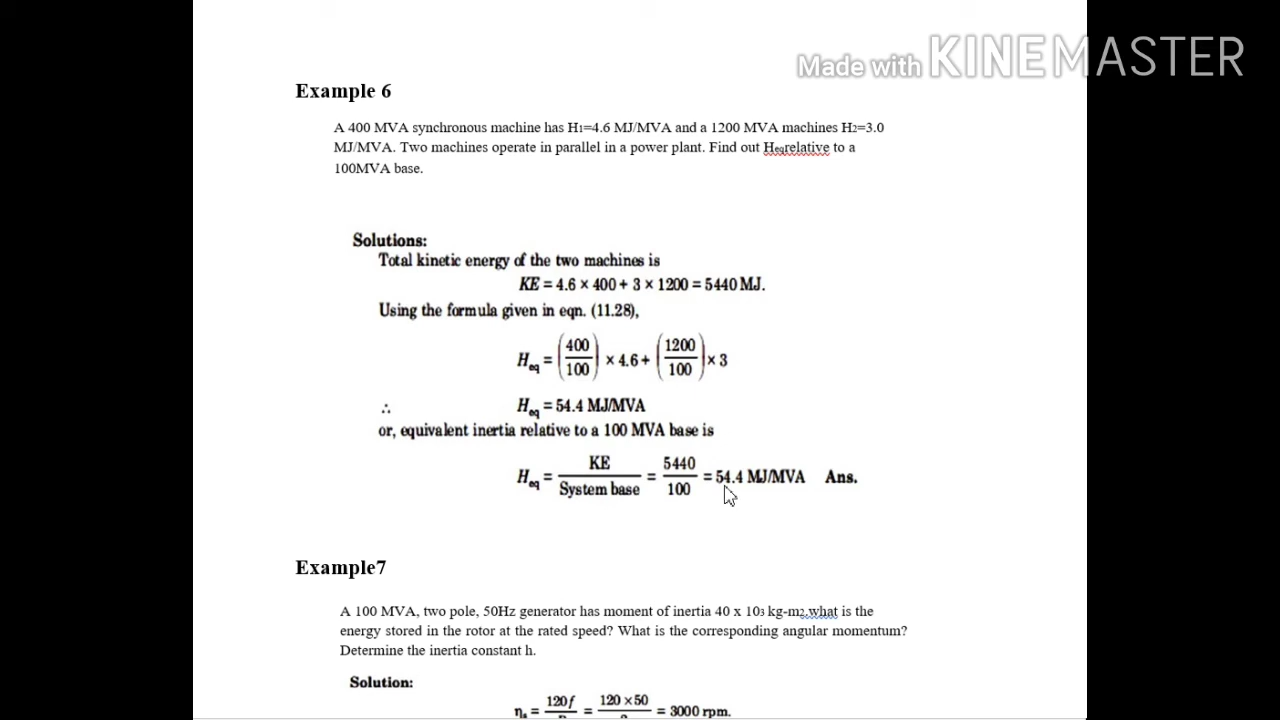 Made with KINEMASTER
Example 6
A 400 MVA synchronous machine has H1=4.6 MJ/MVA and a 1200 MVA machines H2=3.0
MJ/MVA. Two machines operate in parallel in a power plant. Find out Heqrelative to a
100MVA base.
Solutions:
Total kinetic energy of the two machines is
KE = 4.6 × 400 + 3 × 1200 = 5440 MJ.
Using the formula given in eqn. (11.28),
Heq = (400/100) × 4.6 + (1200/100) × 3
∴ Heq = 54.4 MJ/MVA
or, equivalent inertia relative to a 100 MVA base is
Heq = KE/System base = 5440/100 = 54.4 MJ/MVA Ans.
Example7
A 100 MVA, two pole, 50Hz generator has moment of inertia 40 x 103 kg-m2.what is the
energy stored in the rotor at the rated speed? What is the corresponding angular momentum?
Determine the inertia constant h.
Solution:
ηs = 120f = 120 × 50 = 3000 rpm.